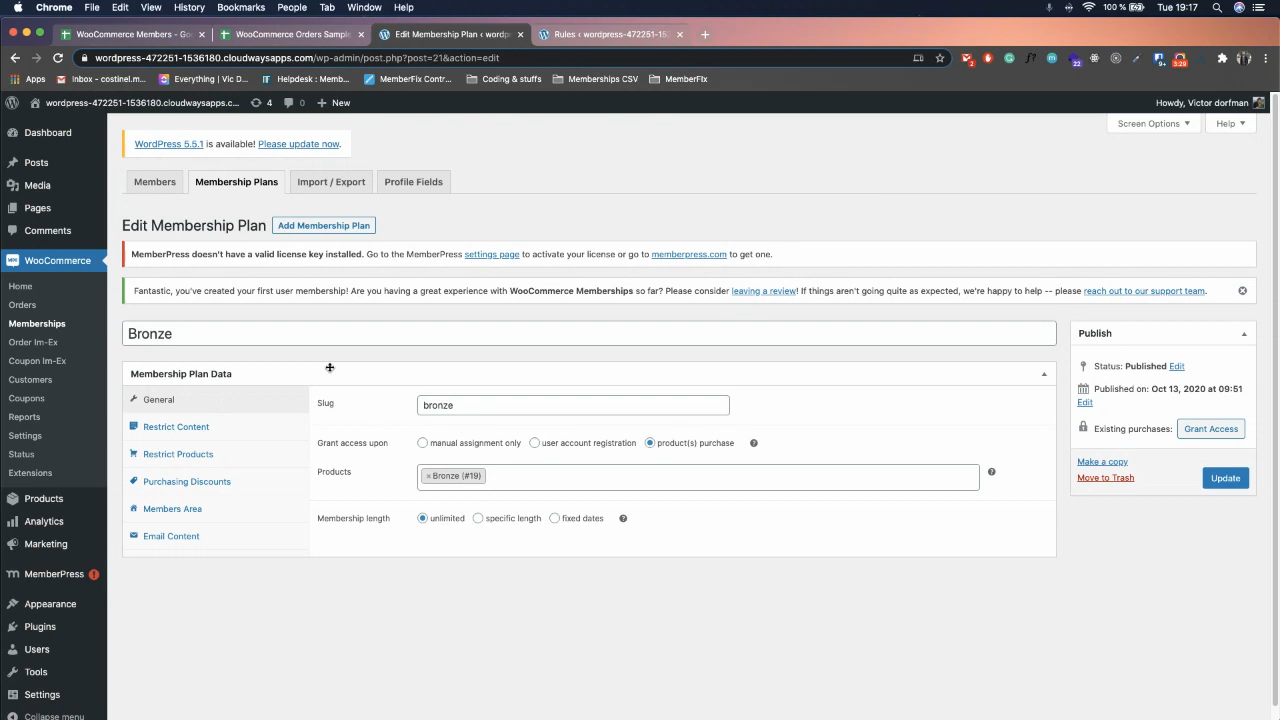 Chrome File Edit View History Bookmarks People Tab Window Help 100 % Tue 19:17
WooCommerce Members - Goo
WooCommerce Orders Sample
Edit Membership Plan ‹ wordpr
Rules ‹ wordpress-472251-153
wordpress-472251-1536180.cloudwaysapps.com/wp-admin/post.php?post=21&action=edit
Apps Inbox - costinel.m... Everything | Vic D... Helpdesk : Memb... MemberFix Contr... Coding & stuffs Memberships CSV MemberFix
wordpress-472251-1536180.cloudwaysapps.c... 4 0 New Howdy, Victor dorfman
Screen Options Help
Dashboard
Posts
Media
Pages
Comments
WooCommerce
Home
Orders
Memberships
Order Im-Ex
Coupon Im-Ex
Customers
Coupons
Reports
Settings
Status
Extensions
Products
Analytics
Marketing
MemberPress
Appearance
Plugins
Users
Tools
Settings
Collapse menu
WordPress 5.5.1 is available! Please update now.
Members Membership Plans Import / Export Profile Fields
Edit Membership Plan Add Membership Plan
MemberPress doesn't have a valid license key installed. Go to the MemberPress settings page to activate your license or go to memberpress.com to get one.
Fantastic, you've created your first user membership! Are you having a great experience with WooCommerce Memberships so far? Please consider leaving a review! If things aren't going quite as expected, we're happy to help -- please reach out to our support team.
Bronze
Membership Plan Data
General
Restrict Content
Restrict Products
Purchasing Discounts
Members Area
Email Content
Slug bronze
Grant access upon manual assignment only user account registration product(s) purchase
Products × Bronze (#19)
Membership length unlimited specific length fixed dates
Publish
Status: Published Edit
Published on: Oct 13, 2020 at 09:51
Edit
Existing purchases: Grant Access
Make a copy
Move to Trash Update